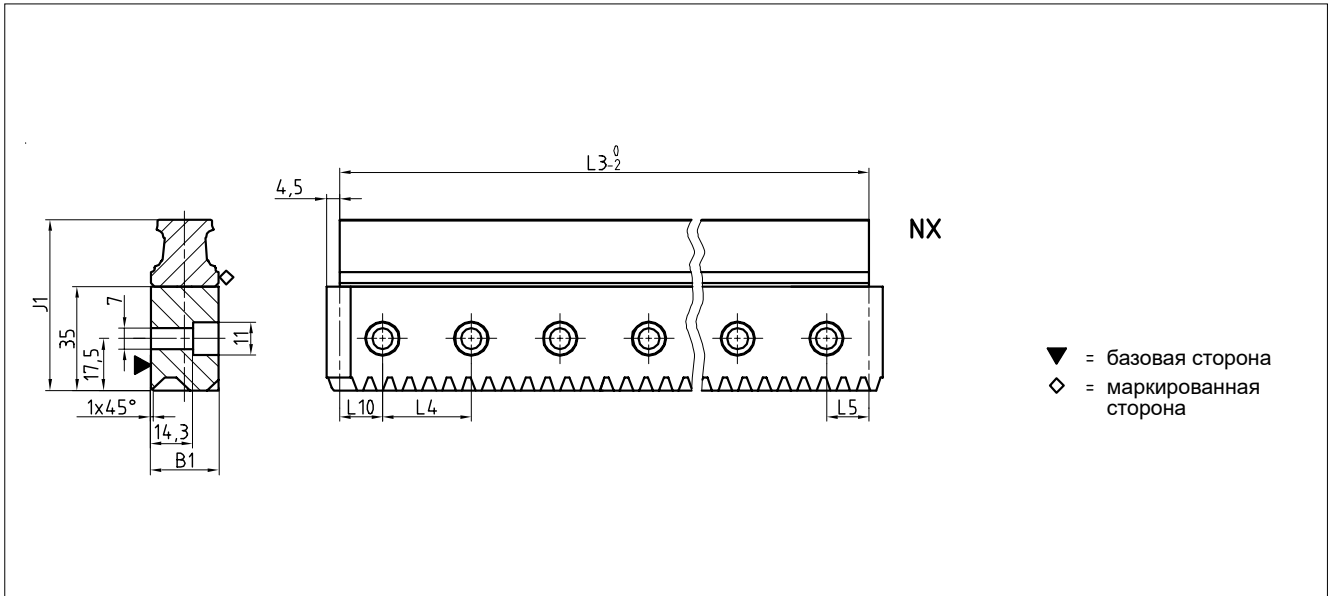 L3 0 -2
4,5
NX
J1
35
17,5
7
11
1x45°
14,3
B1
L10
L4
L5
▼ = базовая сторона
◇ = маркированная
сторона